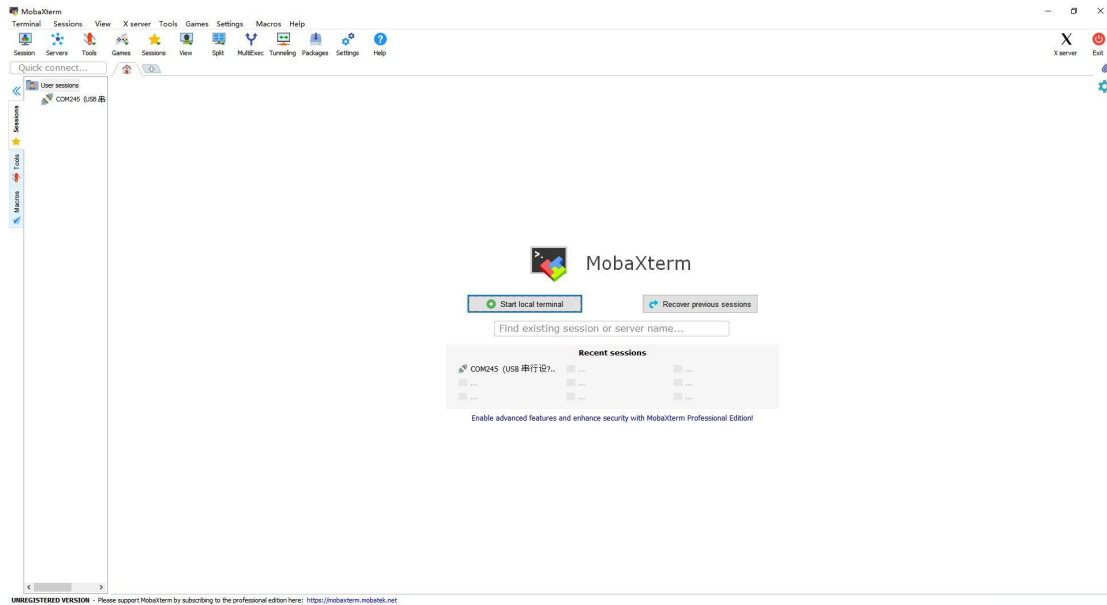 MobaXterm
Terminal Sessions View X server Tools Games Settings Macros Help
Session Servers Tools Games Sessions View Split MultiExec Tunneling Packages Settings Help X server Exit
Quick connect...
User sessions
COM245 (USB 串
Sessions
Tools
Macros
MobaXterm
Start local terminal Recover previous sessions
Find existing session or server name...
Recent sessions
COM245 (USB 串行设?.. ... ...
... ... ...
... ... ...
Enable advanced features and enhance security with MobaXterm Professional Edition!
UNREGISTERED VERSION - Please support MobaXterm by subscribing to the professional edition here: https://mobaxterm.mobatek.net